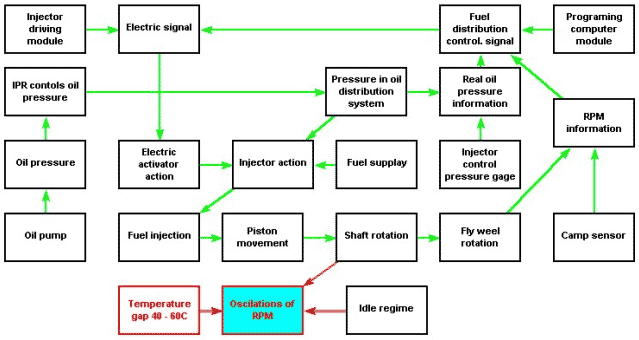 Injector
driving
module
Electric signal
Fuel
distribution
control. signal
Programing
computer
module
IPR contols oil
pressure
Pressure in oil
distribution
system
Real oil
pressure
information
RPM
information
Oil pressure
Electric
activator
action
Injector action
Fuel supplay
Injector
control
pressure gage
Oil pump
Fuel injection
Piston
movement
Shaft rotation
Fly weel
rotation
Camp sensor
Temperature
gap 40 - 60C
Oscilations of
RPM
Idle regime